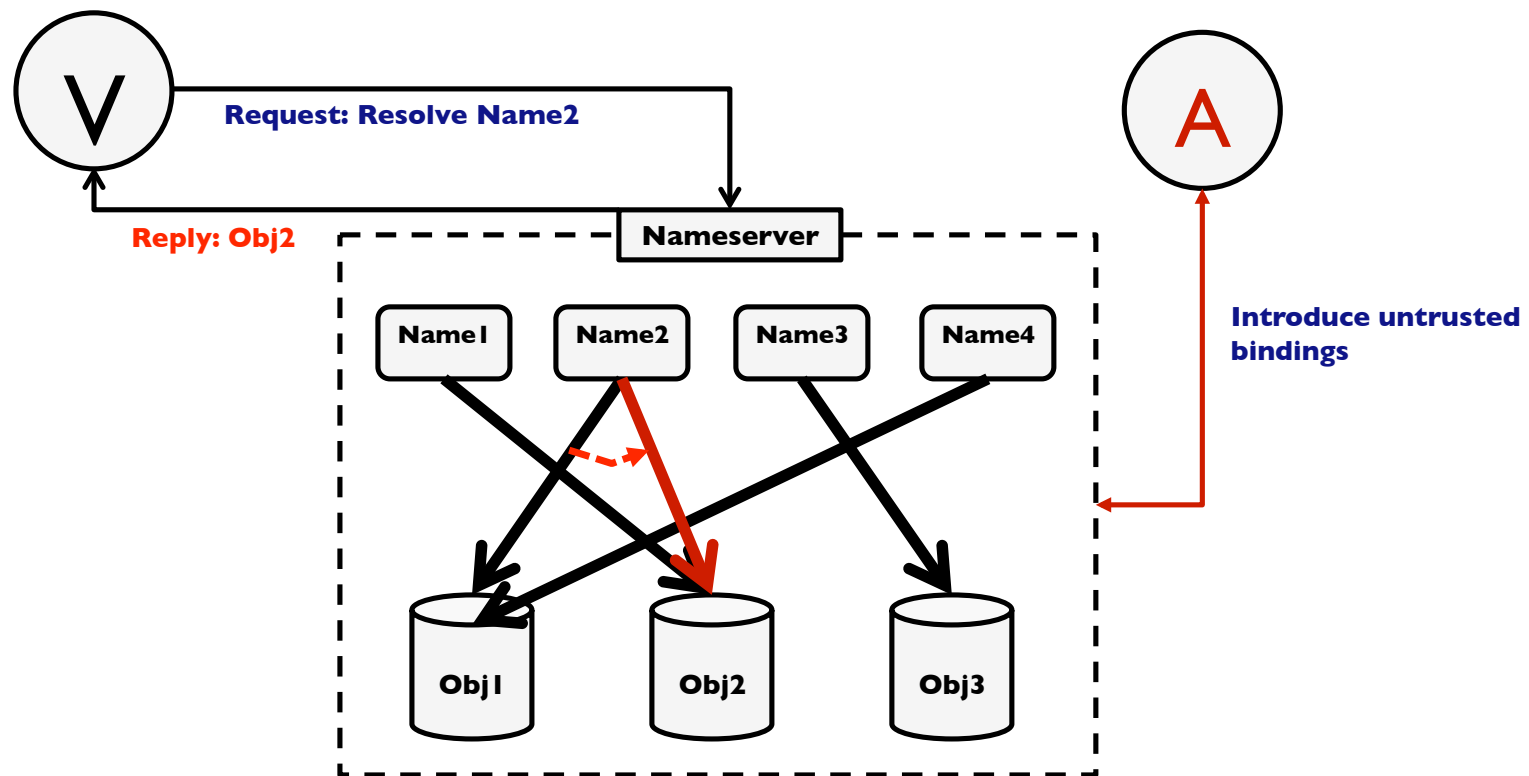 V
A
Request: Resolve Name2
Reply: Obj2
Nameserver
Introduce untrusted
bindings
Name1
Name2
Name3
Name4
Obj1
Obj2
Obj3